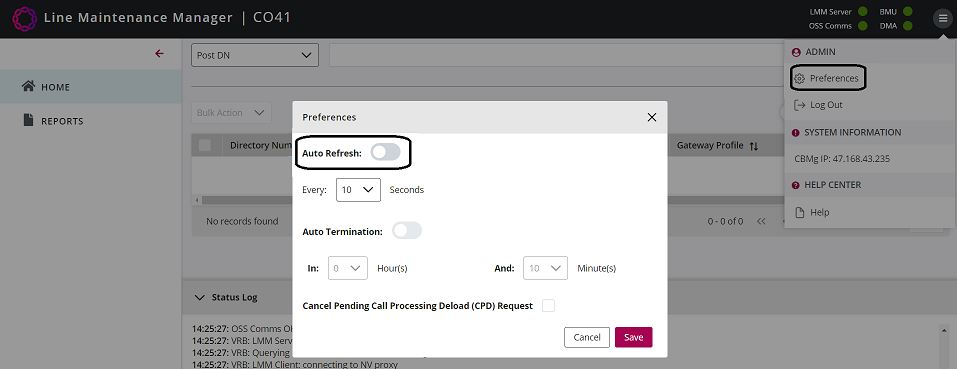 Line Maintenance Manager | CO41
LMM Server
BMU
OSS Comms
DMA
Post DN
ADMIN
Preferences
Log Out
SYSTEM INFORMATION
CBMg IP: 47.168.43.235
HELP CENTER
Help
HOME
REPORTS
Bulk Action
Directory Num
Gateway Profile
No records found
0 - 0 of 0
Preferences
Auto Refresh:
Every: 10 Seconds
Auto Termination:
In: 0 Hour(s) And: 10 Minute(s)
Cancel Pending Call Processing Deload (CPD) Request
Cancel
Save
Status Log
14:25:27: OSS Comms
14:25:27: VRB: LMM
14:25:27: VRB: Querying
14:25:27: VRB: LMM Client: connecting to NV proxy